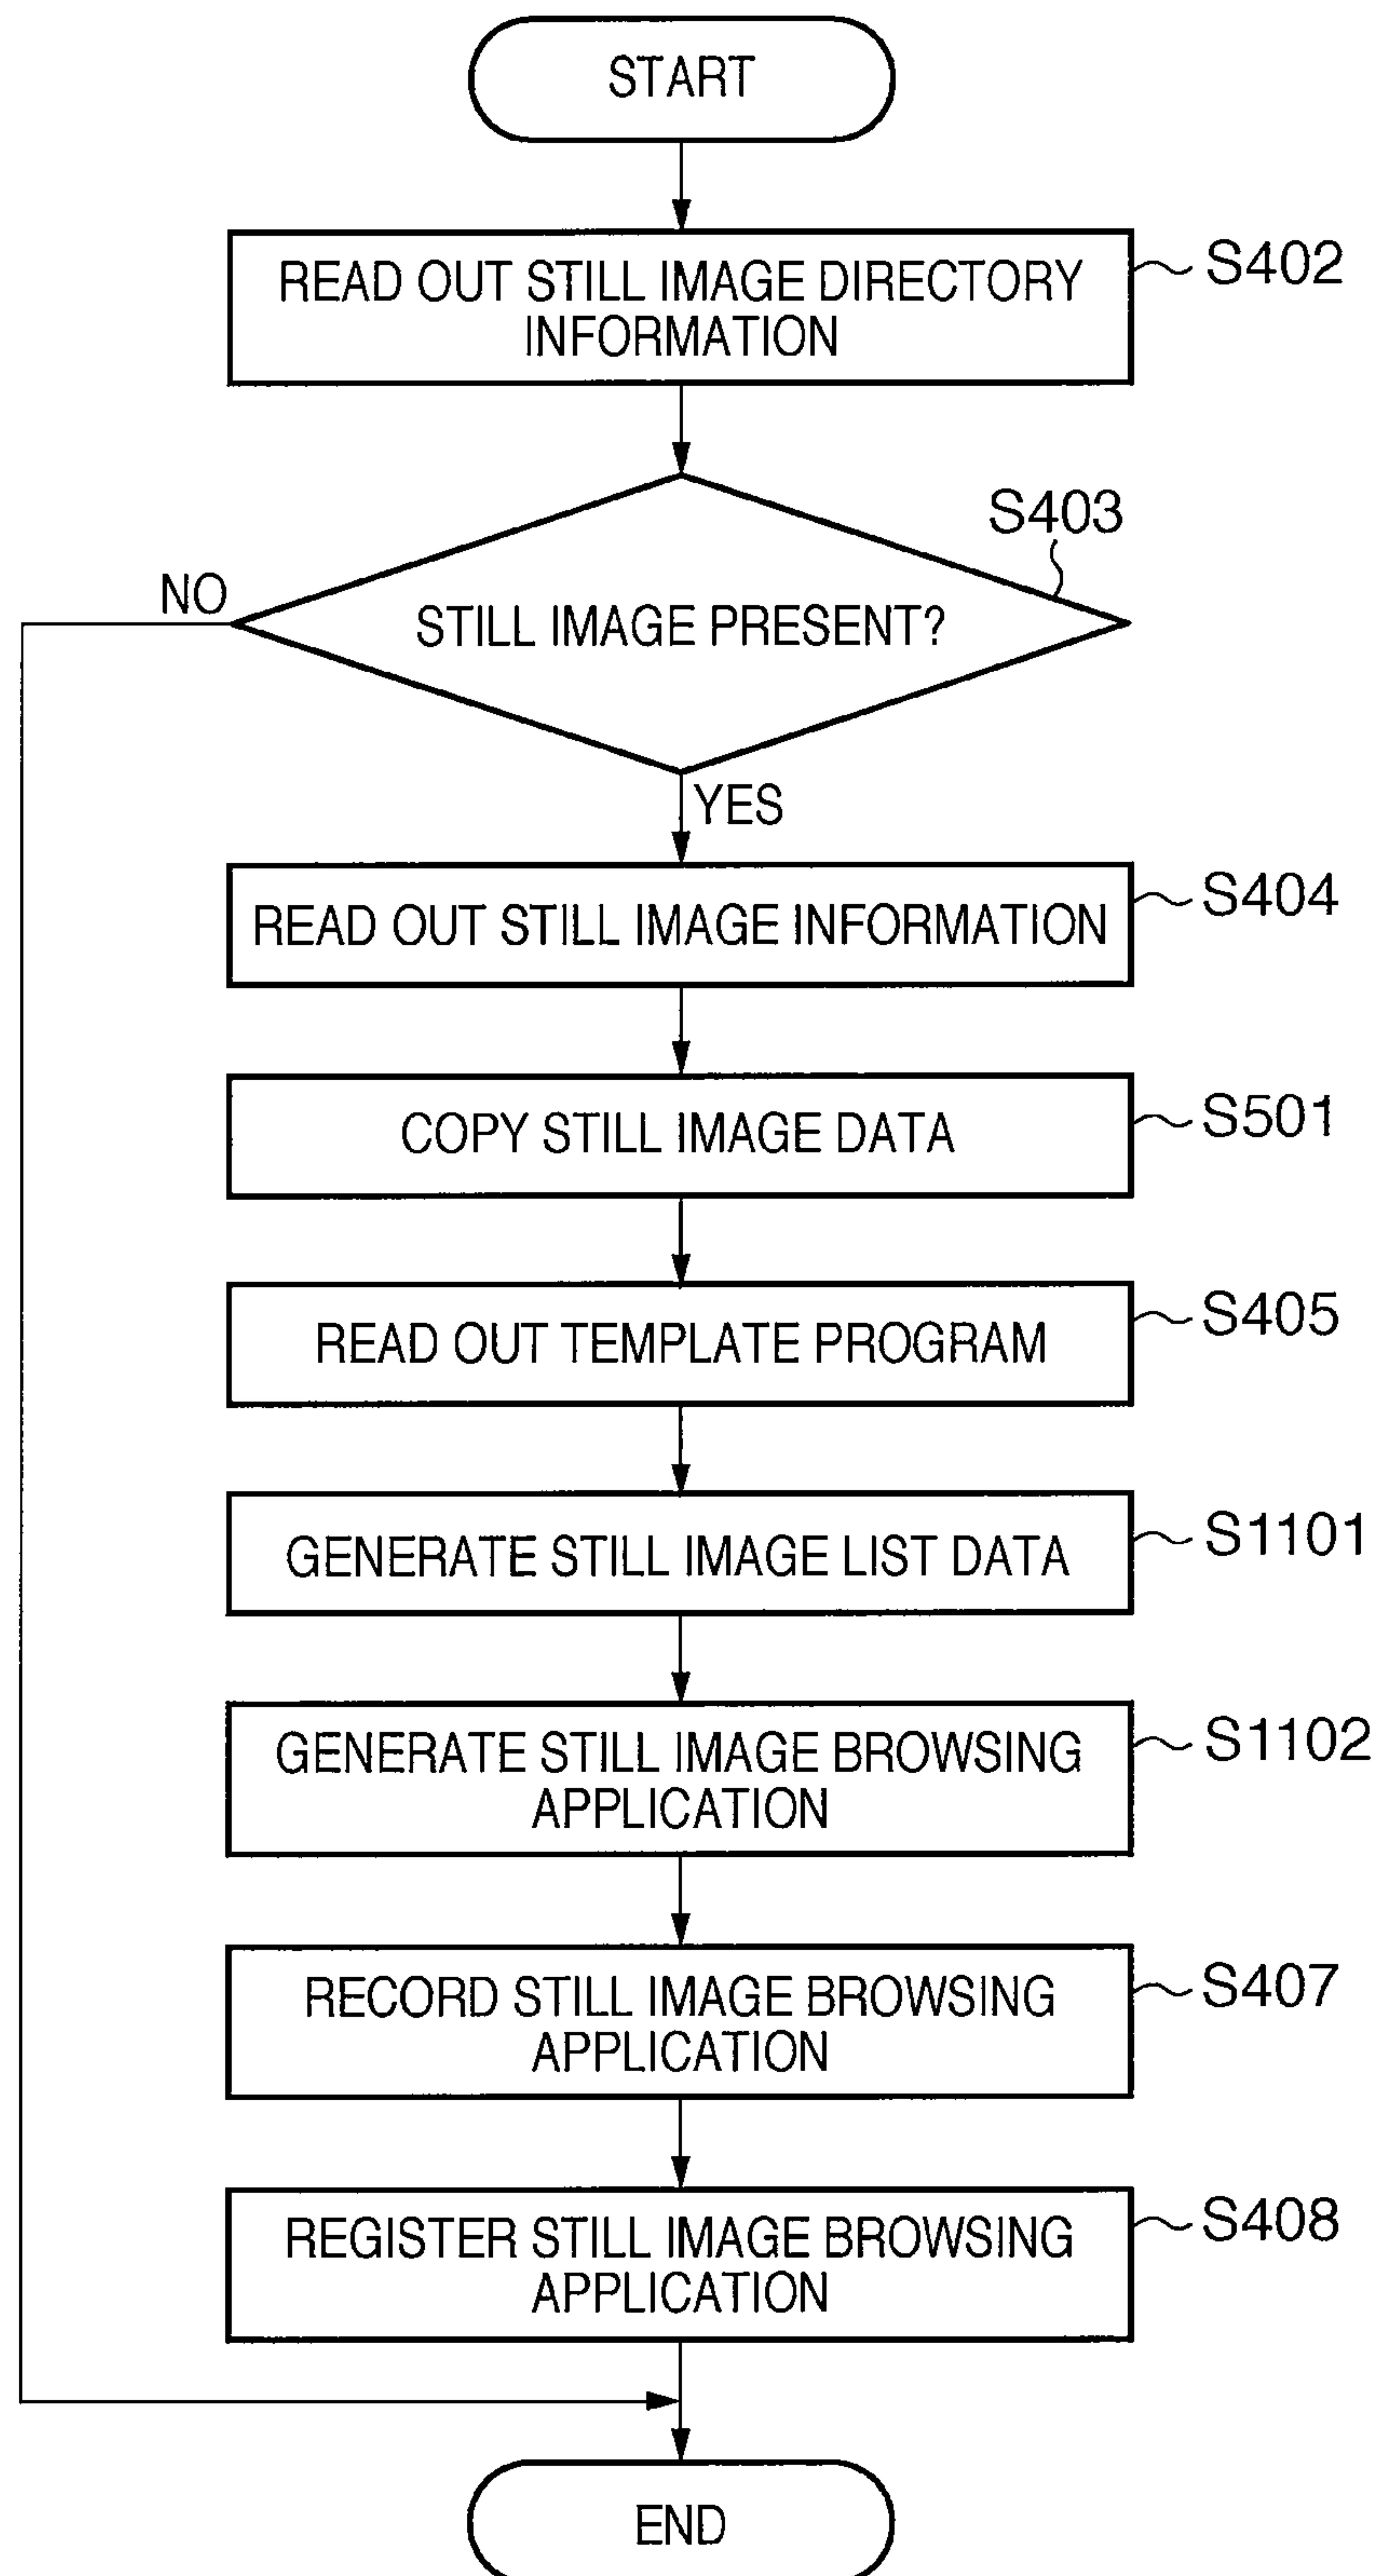 START
READ OUT STILL IMAGE DIRECTORY
INFORMATION
S402
S403
STILL IMAGE PRESENT?
NO
YES
READ OUT STILL IMAGE INFORMATION
S404
COPY STILL IMAGE DATA
S501
READ OUT TEMPLATE PROGRAM
S405
GENERATE STILL IMAGE LIST DATA
S1101
GENERATE STILL IMAGE BROWSING
APPLICATION
S1102
RECORD STILL IMAGE BROWSING
APPLICATION
S407
REGISTER STILL IMAGE BROWSING
APPLICATION
S408
END